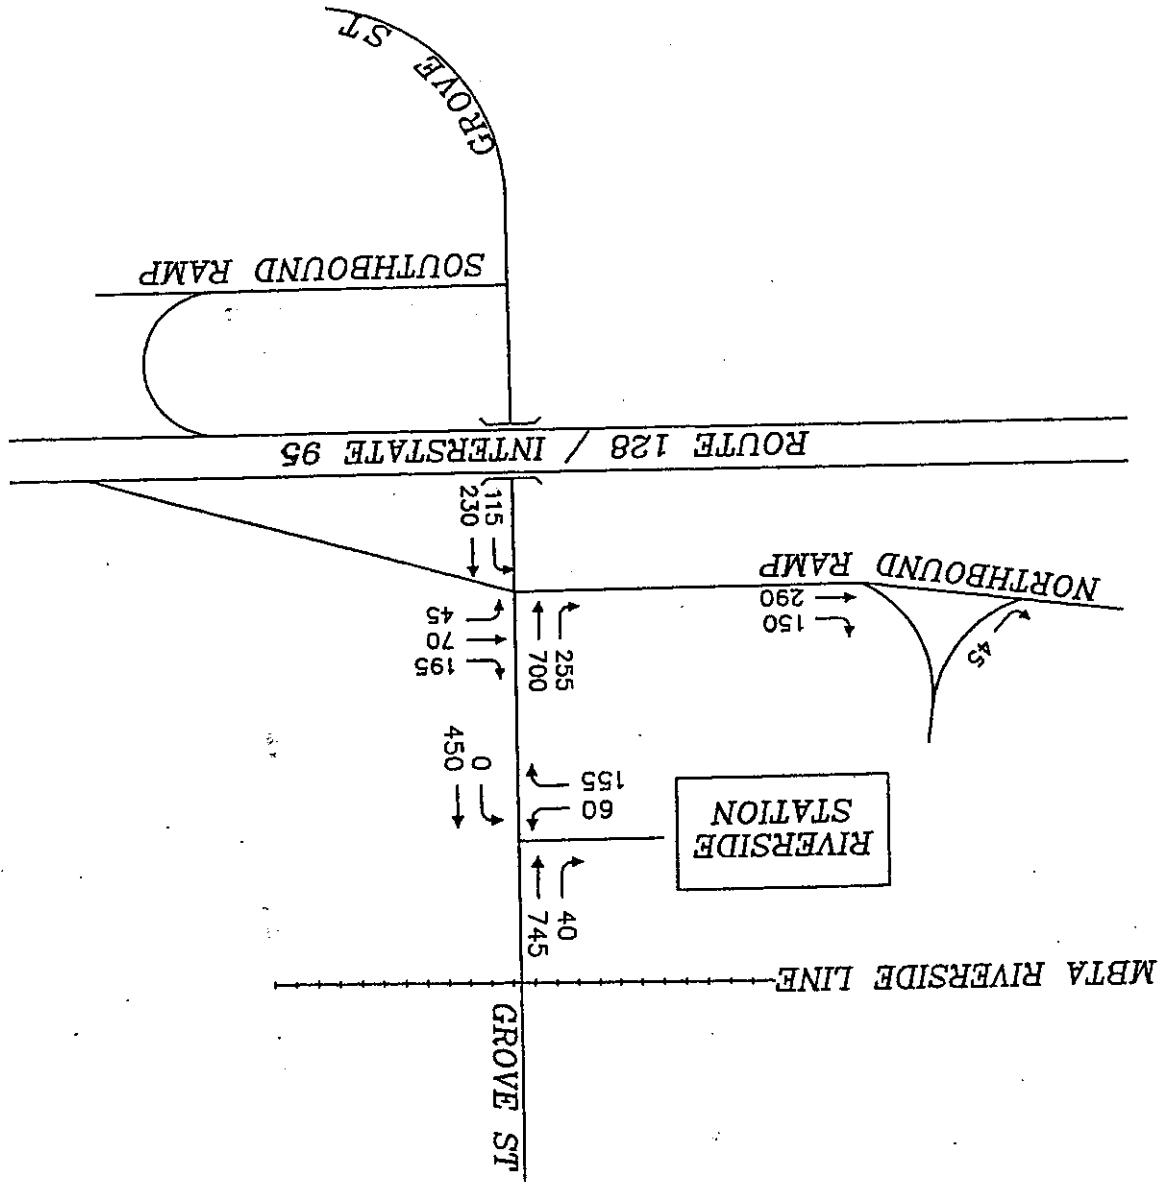 MBTA RIVERSIDE LINE
GROVE ST
745
40
RIVERSIDE
STATION
60
155
0
450
45
150
290
NORTHBOUND RAMP
255
700
195
70
45
115
230
ROUTE 128 / INTERSTATE 95
SOUTHBOUND RAMP
GROVE ST